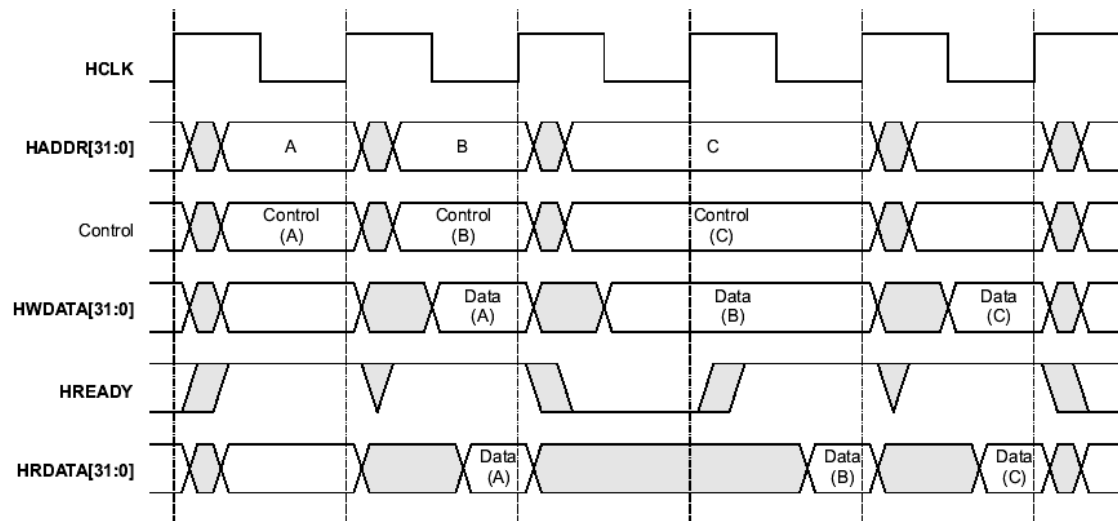 HCLK
HADDR[31:0]
A
B
C
Control
Control
(A)
Control
(B)
Control
(C)
HWDATA[31:0]
Data
(A)
Data
(B)
Data
(C)
HREADY
HRDATA[31:0]
Data
(A)
Data
(B)
Data
(C)